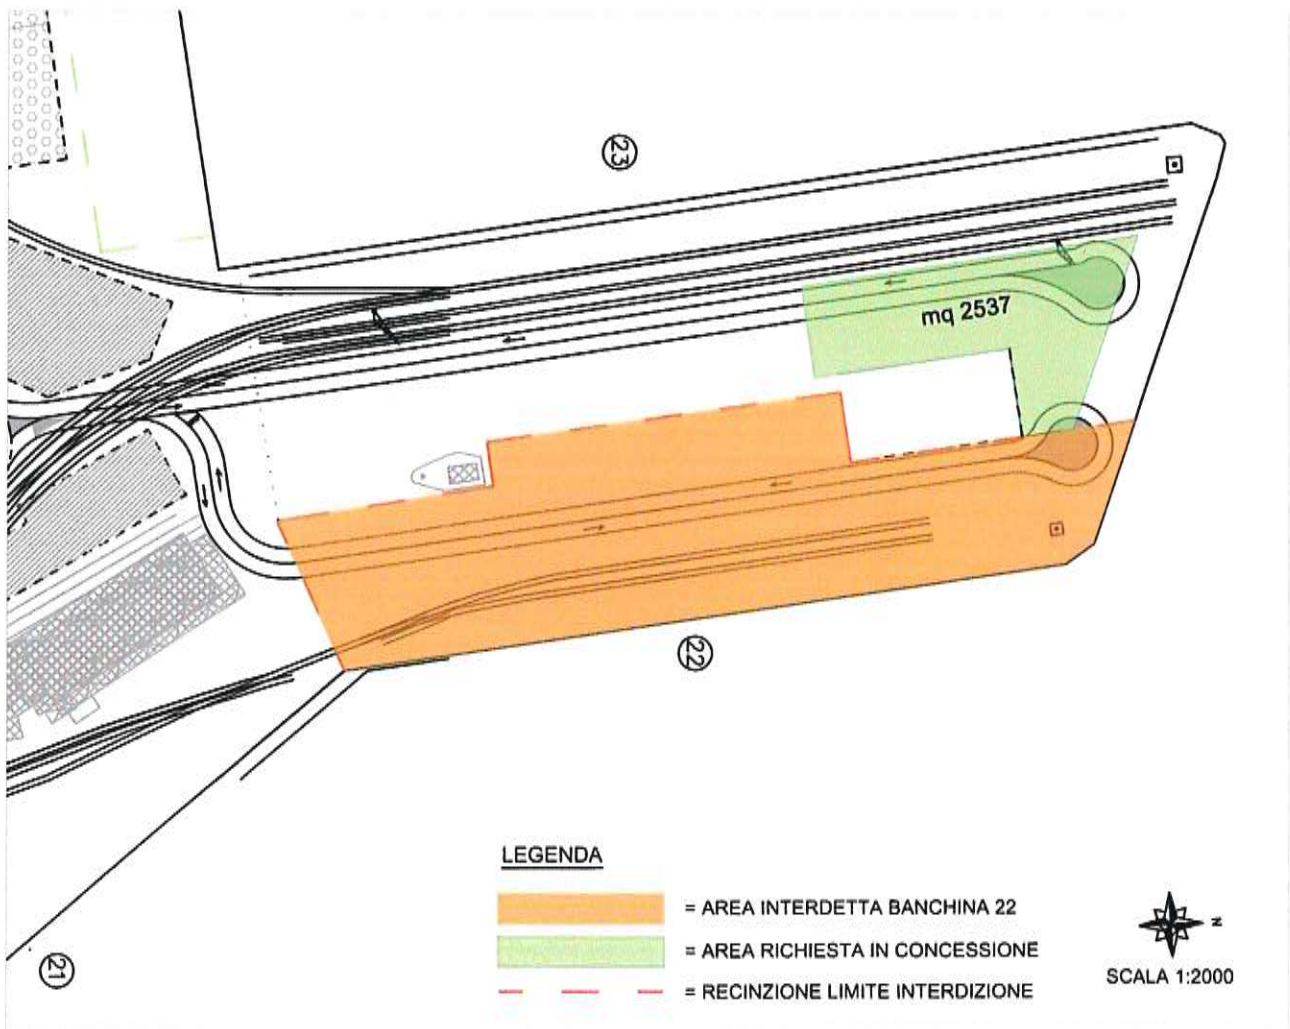 23
mq 2537
22
21
LEGENDA
= AREA INTERDETTA BANCHINA 22
= AREA RICHIESTA IN CONCESSIONE
= RECINZIONE LIMITE INTERDIZIONE
N
SCALA 1:2000